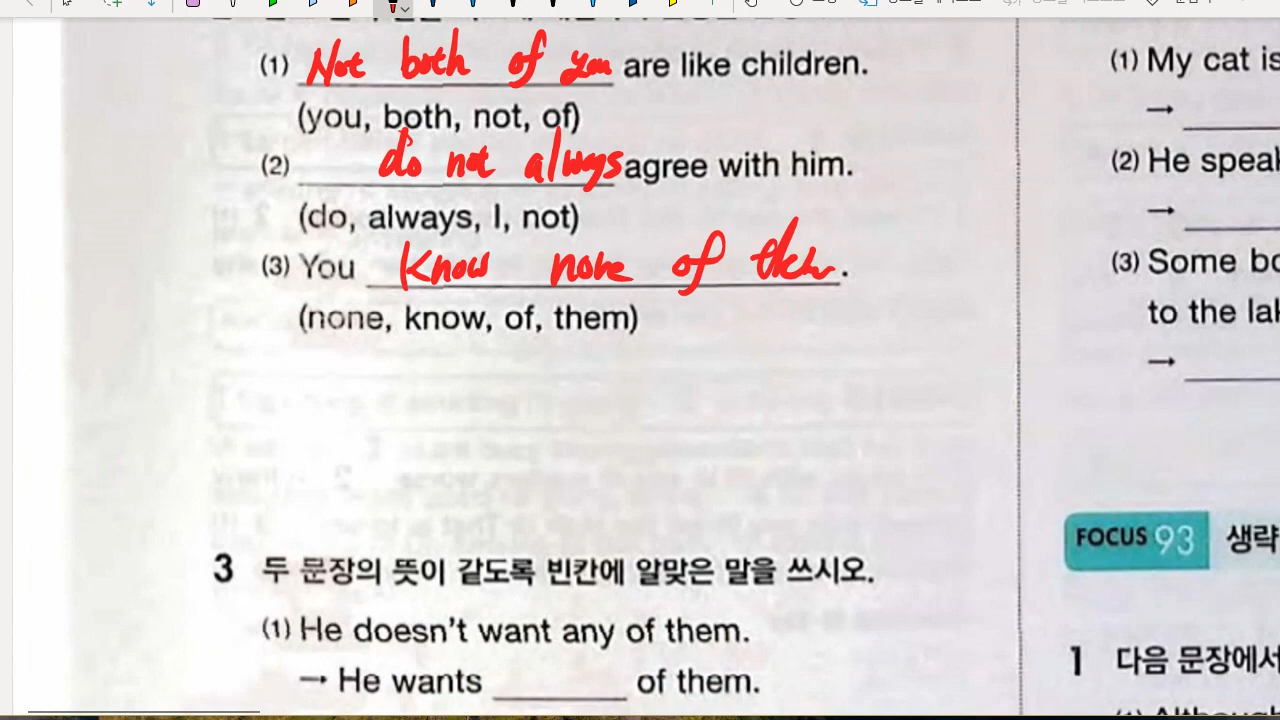 (1) Not both of you are like children.
(you, both, not, of)
(2) do not always agree with him.
(do, always, I, not)
(3) You know none of them.
(none, know, of, them)
3 두 문장의 뜻이 같도록 빈칸에 알맞은 말을 쓰시오.
(1) He doesn't want any of them.
→ He wants ______ of them.
(1) My cat is
→
(2) He speak
→
(3) Some bo
to the lak
→
FOCUS 93 생략
1 다음 문장에서